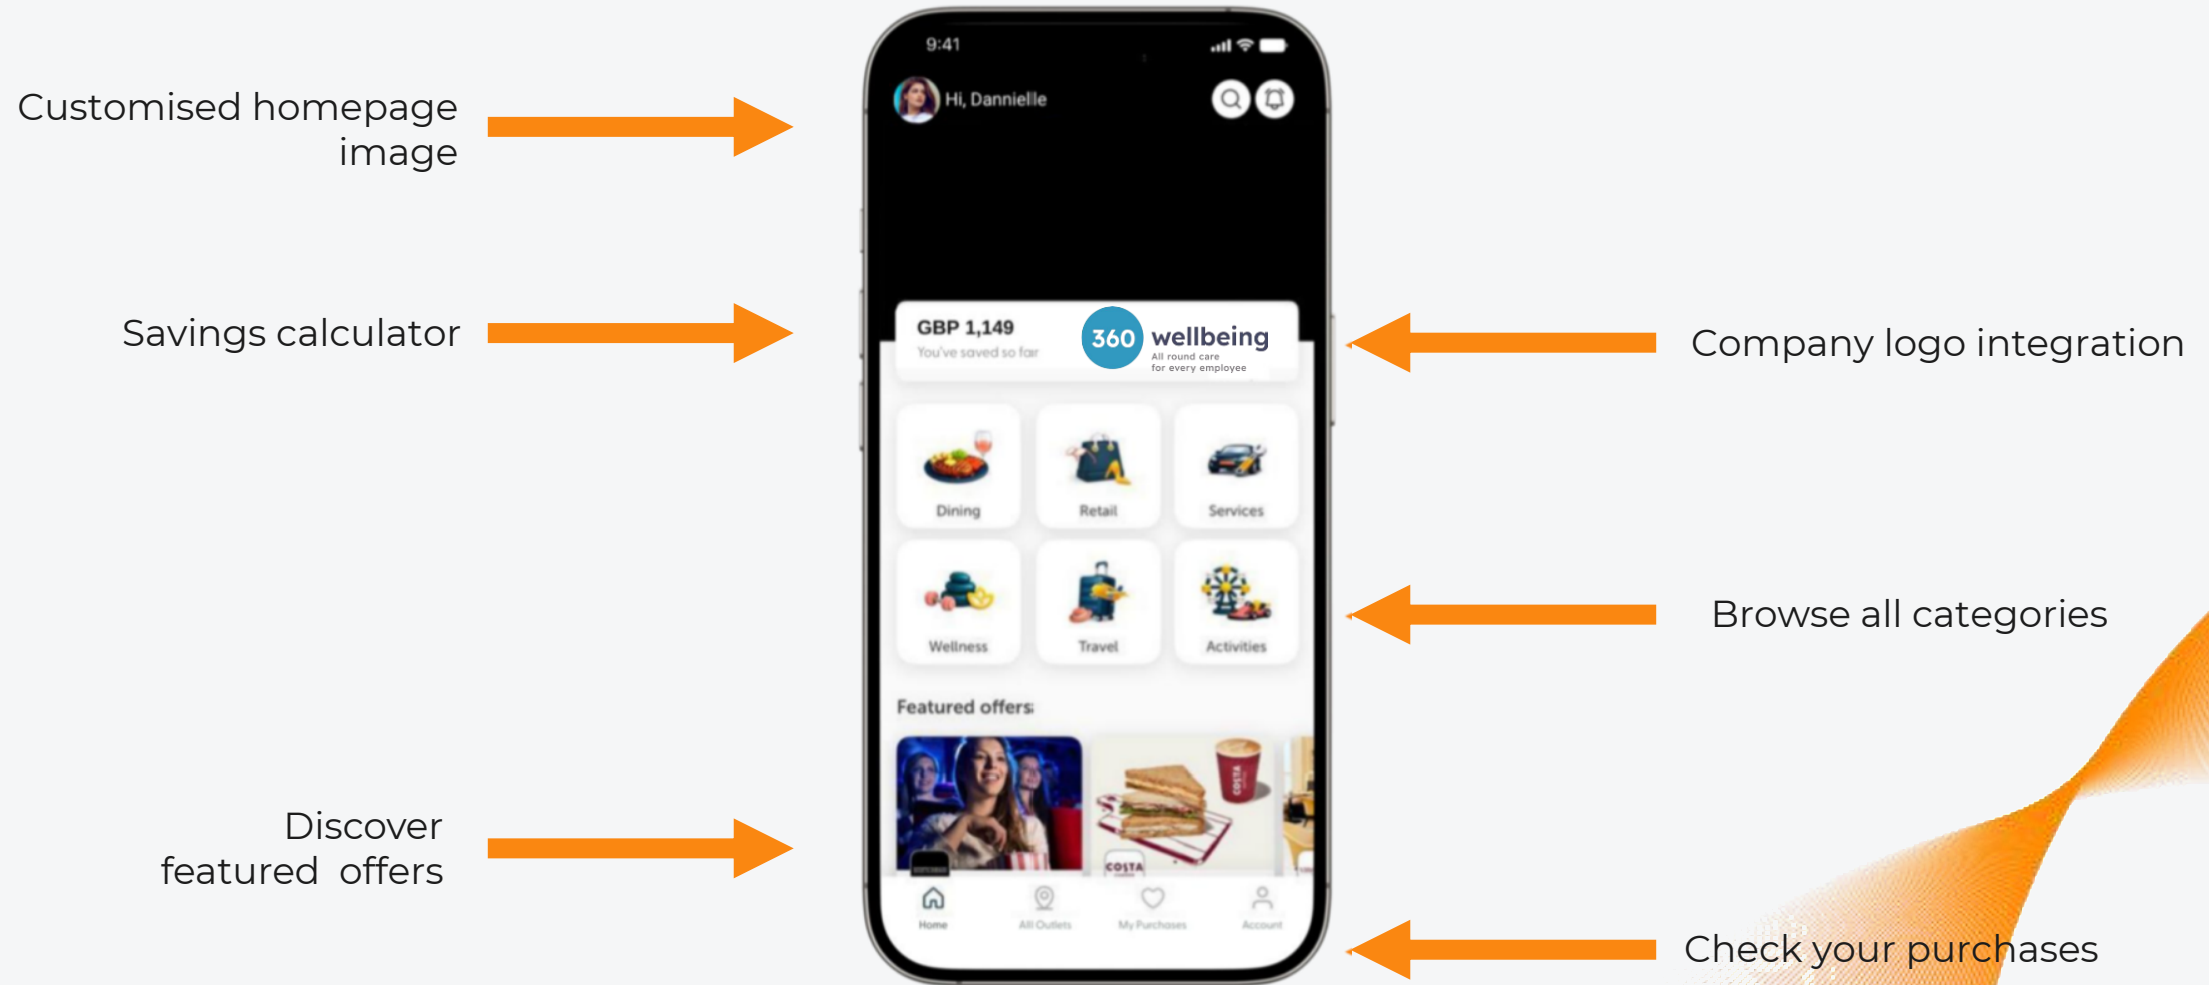 Customised homepage
image
Savings calculator
Discover
featured offers
9:41
Hi, Dannielle
GBP 1,149
You've saved so far
360 wellbeing
All round care
for every employee
Dining
Retail
Services
Wellness
Travel
Activities
Featured offers
COSTA
COSTA
Home
All Outlets
My Purchases
Account
Company logo integration
Browse all categories
Check your purchases